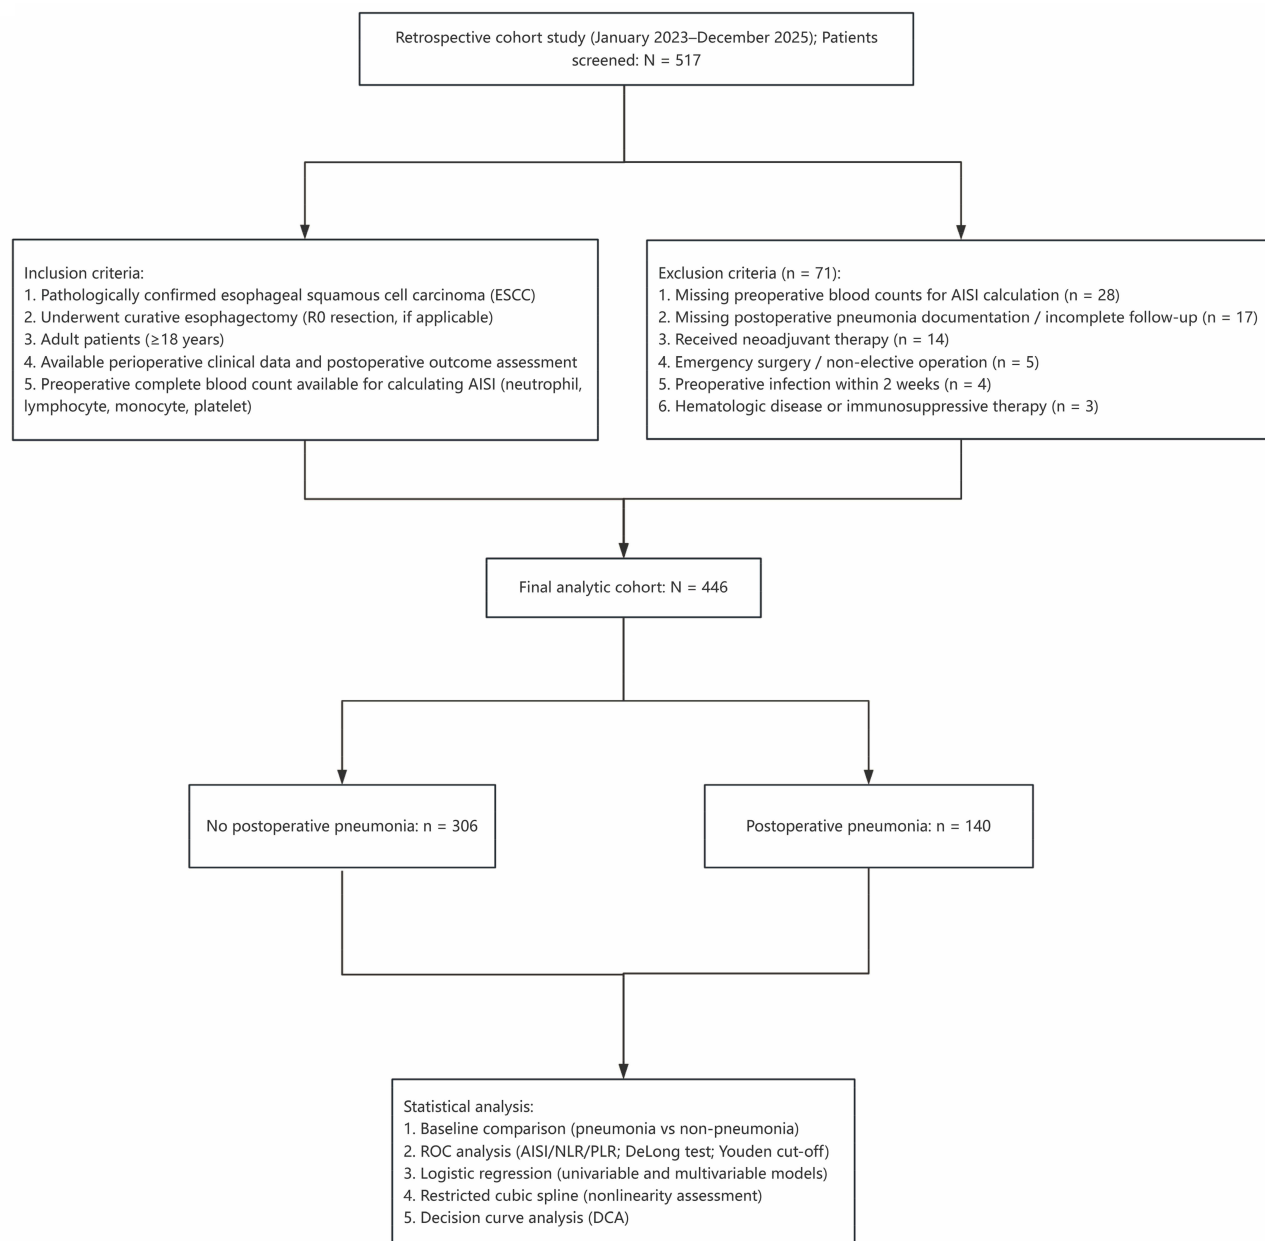 Retrospective cohort study (January 2023–December 2025); Patients
screened: N = 517
Inclusion criteria:
1. Pathologically confirmed esophageal squamous cell carcinoma (ESCC)
2. Underwent curative esophagectomy (R0 resection, if applicable)
3. Adult patients (≥18 years)
4. Available perioperative clinical data and postoperative outcome assessment
5. Preoperative complete blood count available for calculating AISI (neutrophil,
lymphocyte, monocyte, platelet)
Exclusion criteria (n = 71):
1. Missing preoperative blood counts for AISI calculation (n = 28)
2. Missing postoperative pneumonia documentation / incomplete follow-up (n = 17)
3. Received neoadjuvant therapy (n = 14)
4. Emergency surgery / non-elective operation (n = 5)
5. Preoperative infection within 2 weeks (n = 4)
6. Hematologic disease or immunosuppressive therapy (n = 3)
Final analytic cohort: N = 446
No postoperative pneumonia: n = 306
Postoperative pneumonia: n = 140
Statistical analysis:
1. Baseline comparison (pneumonia vs non-pneumonia)
2. ROC analysis (AISI/NLR/PLR; DeLong test; Youden cut-off)
3. Logistic regression (univariable and multivariable models)
4. Restricted cubic spline (nonlinearity assessment)
5. Decision curve analysis (DCA)